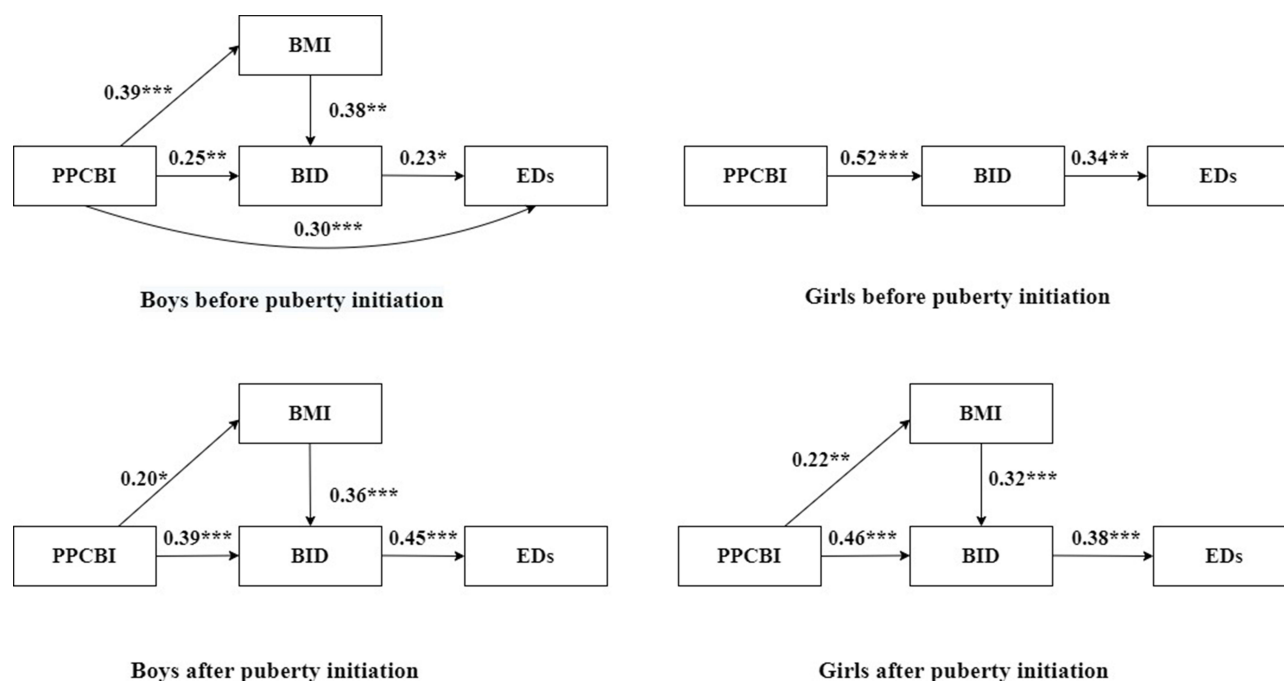 BMI
0.39***
0.38**
PPCBI
0.25**
BID
0.23*
EDs
0.30***
Boys before puberty initiation
PPCBI
0.52***
BID
0.34**
EDs
Girls before puberty initiation
BMI
0.20*
0.36***
PPCBI
0.39***
BID
0.45***
EDs
Boys after puberty initiation
BMI
0.22**
0.32***
PPCBI
0.46***
BID
0.38***
EDs
Girls after puberty initiation